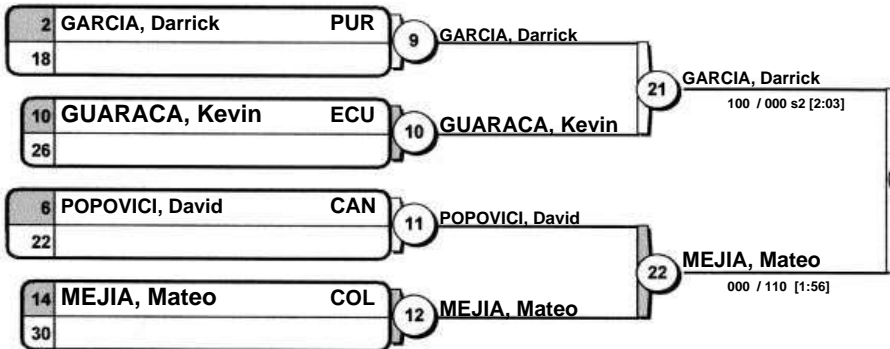 2 GARCIA, Darrick PUR
18
9
GARCIA, Darrick
10 GUARACA, Kevin ECU
26
10
GUARACA, Kevin
21
GARCIA, Darrick
100 / 000 s2 [2:03]
6 POPOVICI, David CAN
22
11
POPOVICI, David
14 MEJIA, Mateo COL
30
12
MEJIA, Mateo
22
MEJIA, Mateo
000 / 110 [1:56]